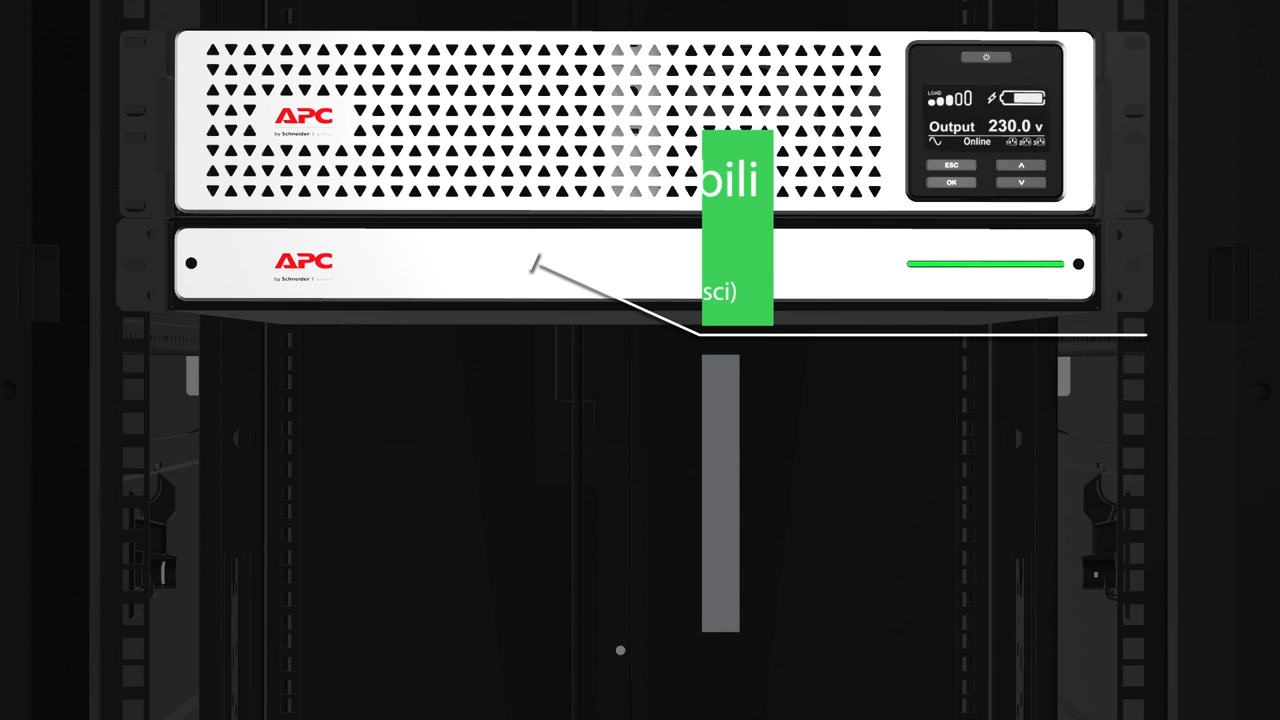 APC
by Schneider Electric
LOAD
Output 230.0 v
Online
ESC
OK
bili
APC
by Schneider Electric
sci)